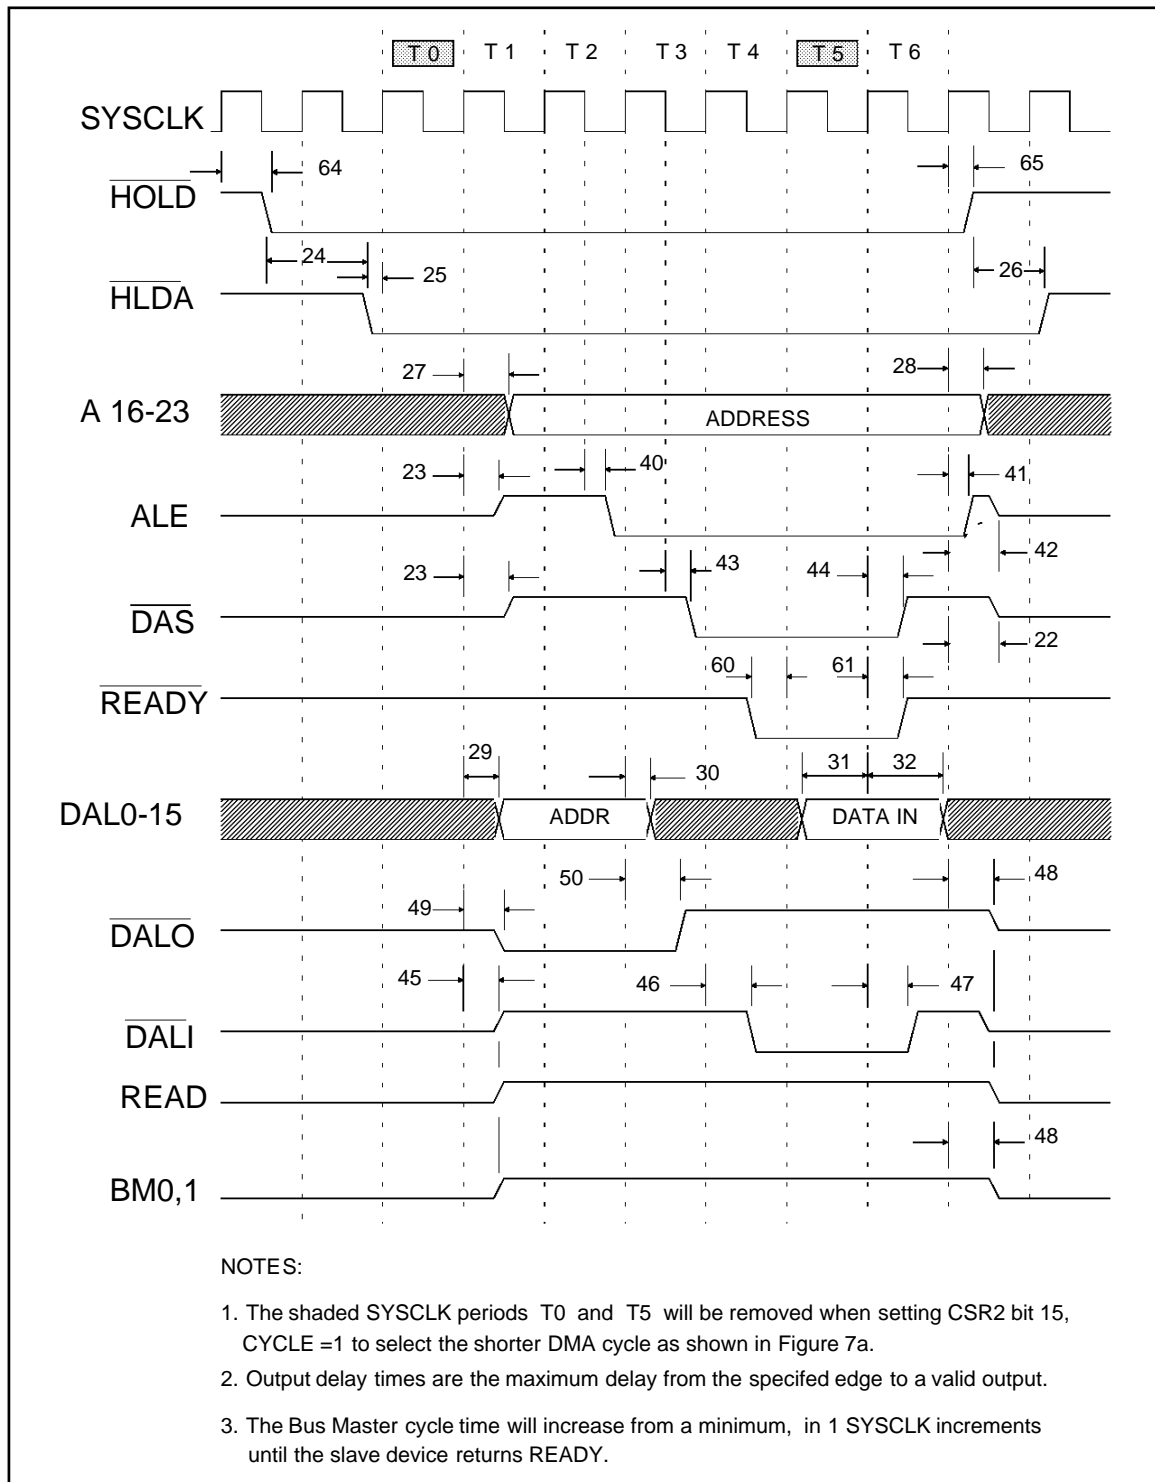 T 0 T 1 T 2 T 3 T 4 T 5 T 6
SYSCLK
64 65
HOLD
24 25 26
HLDA
27 28
A 16-23 ADDRESS
23 40 41
ALE
42
23 43 44
DAS
22
60 61
READY
29 30 31 32
DAL0-15 ADDR DATA IN
50 48
49
DALO
45 46 47
DALI
READ
48
BM0,1
NOTES:
1. The shaded SYSCLK periods T0 and T5 will be removed when setting CSR2 bit 15,
CYCLE =1 to select the shorter DMA cycle as shown in Figure 7a.
2. Output delay times are the maximum delay from the specifed edge to a valid output.
3. The Bus Master cycle time will increase from a minimum, in 1 SYSCLK increments
until the slave device returns READY.